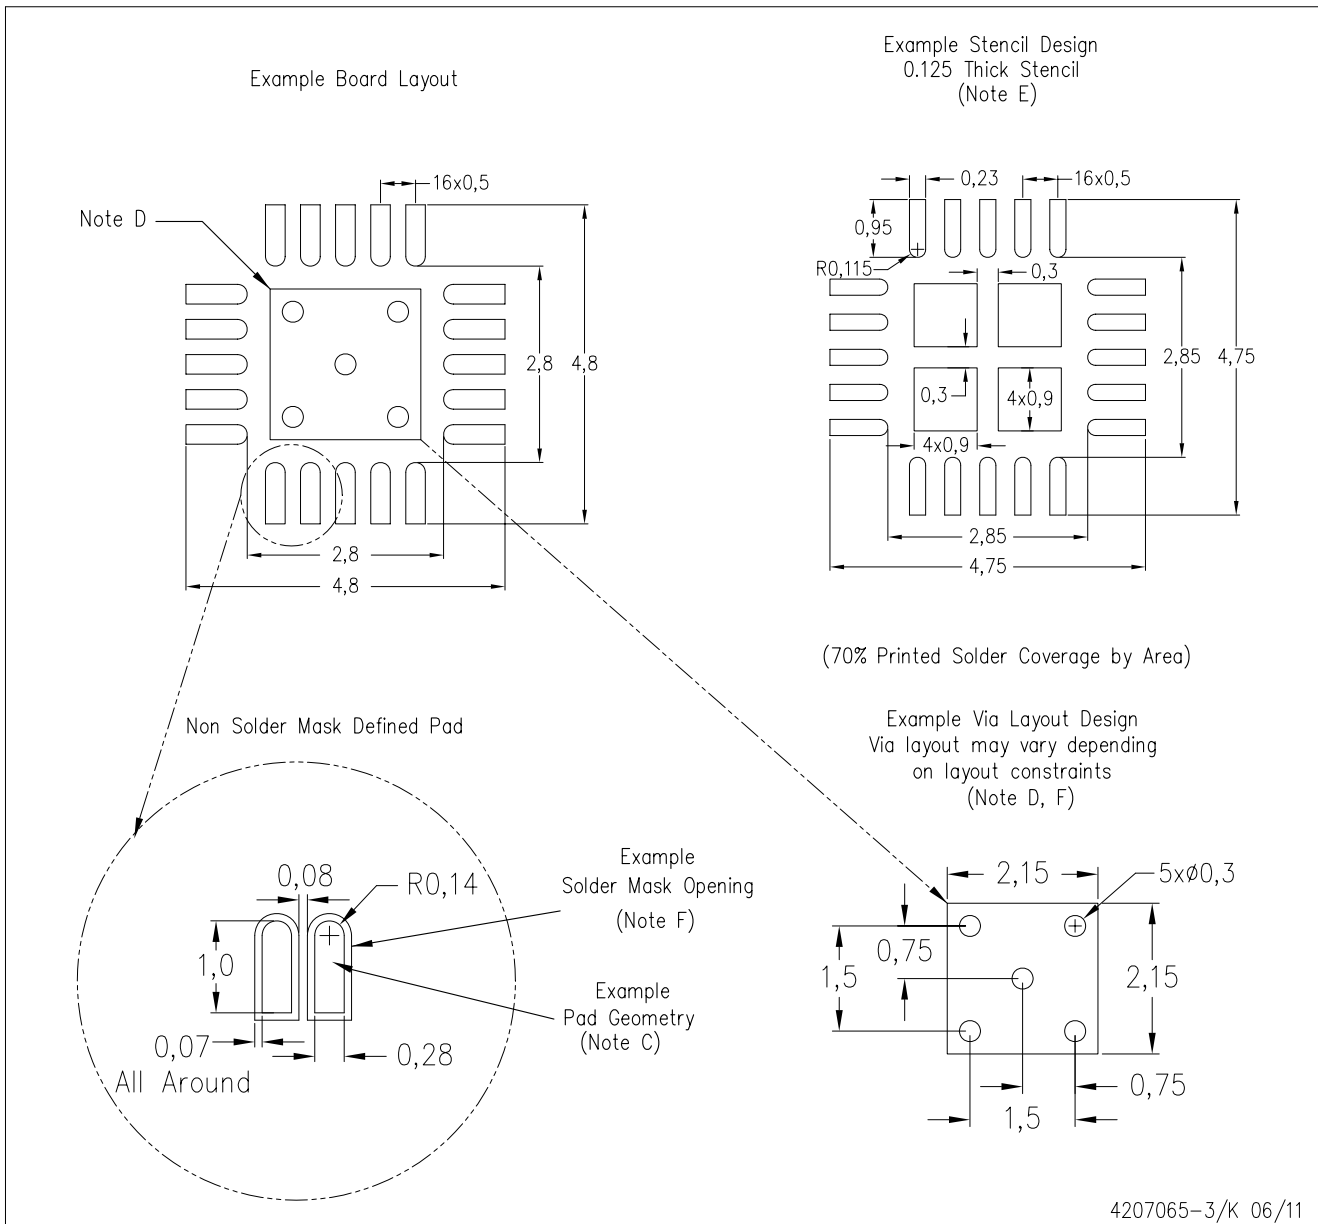 Example Board Layout
16x0,5
Note D
2,8
4,8
2,8
4,8
Example Stencil Design
0.125 Thick Stencil
(Note E)
0,23
16x0,5
0,95
R0,115
0,3
2,85
4,75
0,3
4x0,9
4x0,9
2,85
4,75
(70% Printed Solder Coverage by Area)
Non Solder Mask Defined Pad
0,08
R0,14
1,0
0,07
All Around
0,28
Example
Solder Mask Opening
(Note F)
Example
Pad Geometry
(Note C)
Example Via Layout Design
Via layout may vary depending
on layout constraints
(Note D, F)
2,15
5xø0,3
0,75
1,5
2,15
0,75
1,5
4207065-3/K 06/11